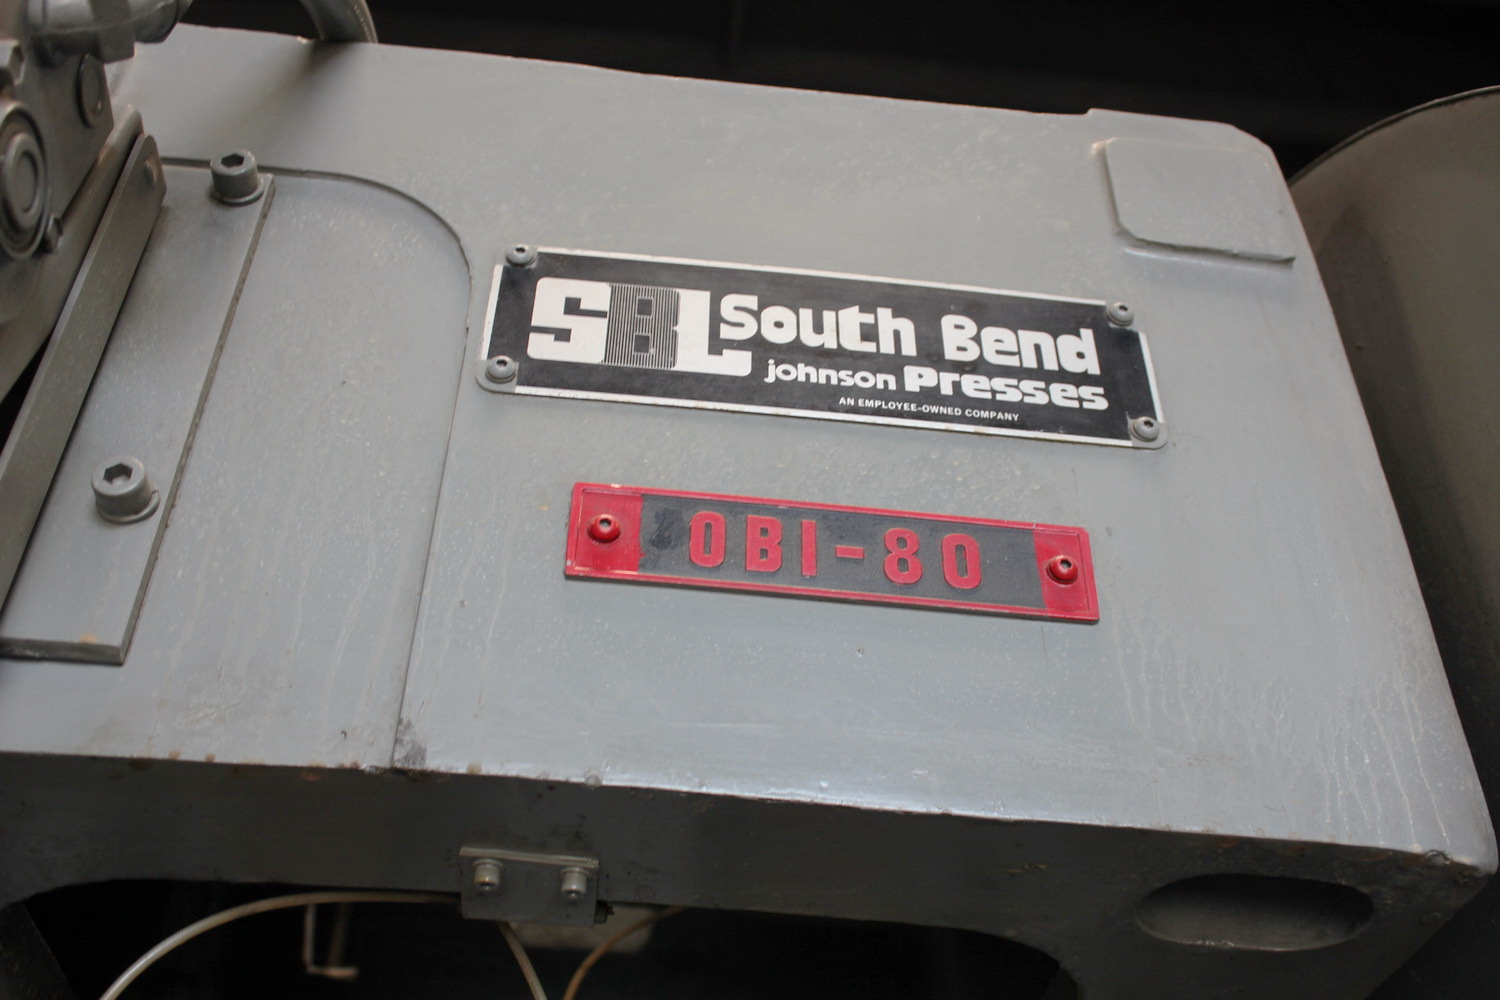 SBL South Bend
johnson Presses
AN EMPLOYEE-OWNED COMPANY
OBI-80